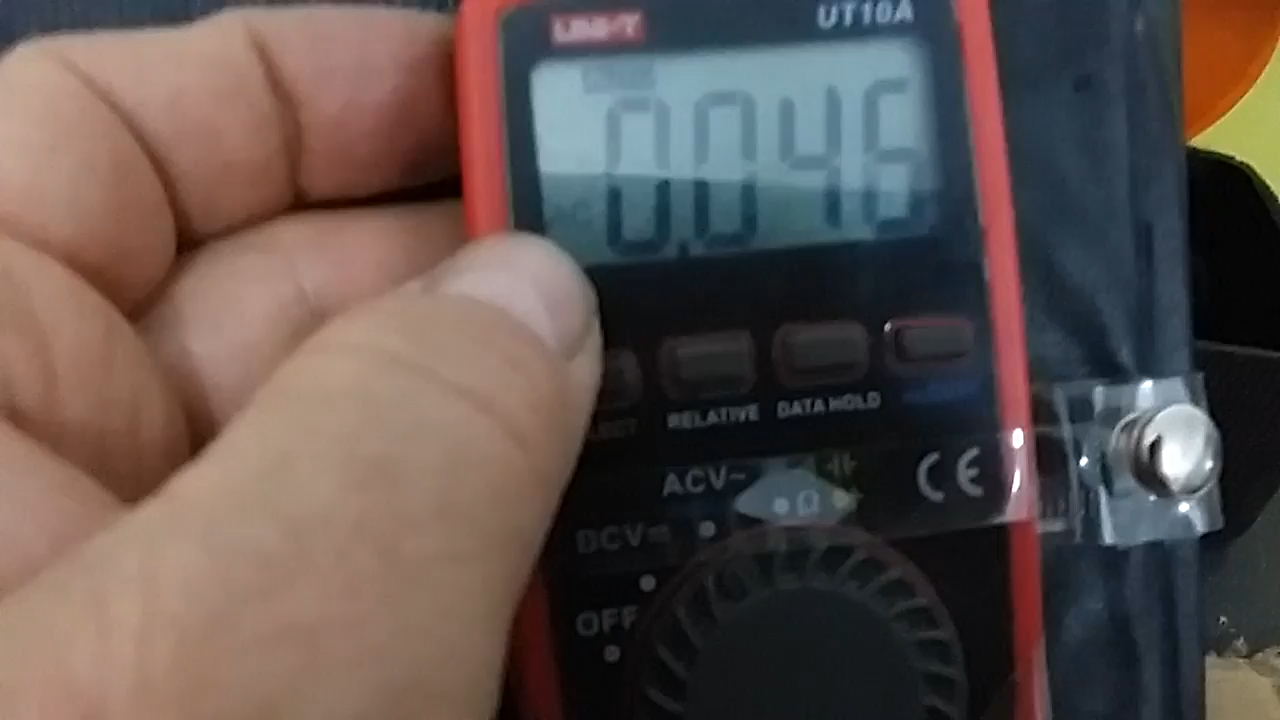 UNI-T
UT10A
0.046
RELATIVE DATA HOLD
ACV~
CE
DCV⎓
Ω
OFF